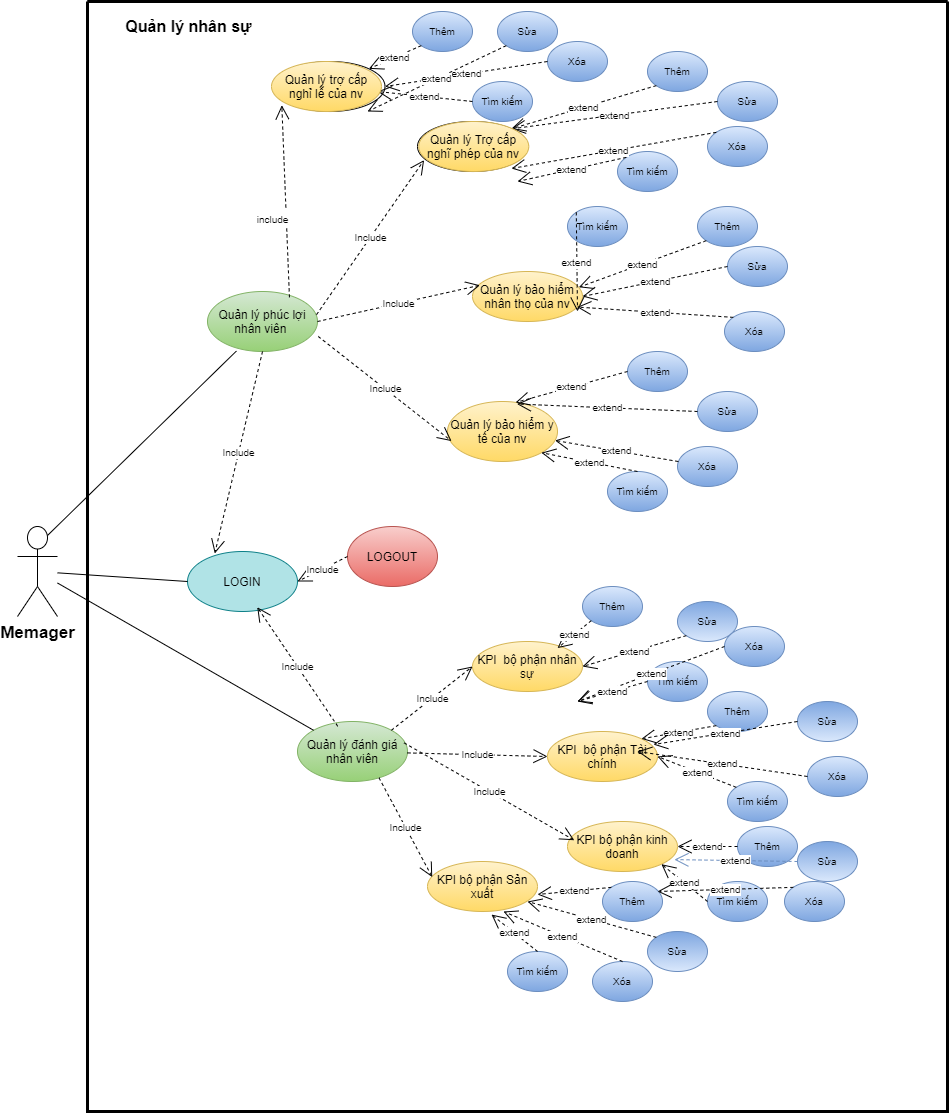 Quản lý nhân sự
Thêm
Sửa
Xóa
Tìm kiếm
extend
extend
extend
extend
Quản lý trợ cấp
nghỉ lễ của nv
Thêm
Sửa
Xóa
Tìm kiếm
extend
extend
extend
extend
Quản lý Trợ cấp
nghĩ phép của nv
include
Include
Tìm kiếm
Thêm
Sửa
Xóa
extend
extend
extend
extend
Quản lý bảo hiểm
nhân thọ của nv
Include
Quản lý phúc lợi
nhân viên
Include
Thêm
Sửa
Xóa
Tìm kiếm
extend
extend
extend
extend
Quản lý bảo hiểm y
tế của nv
Include
Memager
LOGIN
Include
LOGOUT
Include
Thêm
Sửa
Xóa
Tìm kiếm
extend
extend
extend
extend
KPI bộ phận nhân
sự
Include
Quản lý đánh giá
nhân viên
Include
KPI bộ phận Tài
chính
Thêm
Sửa
Xóa
Tìm kiếm
extend
extend
extend
extend
Include
Include
KPI bộ phận kinh
doanh
Thêm
Sửa
Xóa
Tìm kiếm
extend
extend
extend
extend
KPI bộ phận Sản
xuất
Thêm
Sửa
Xóa
Tìm kiếm
extend
extend
extend
extend